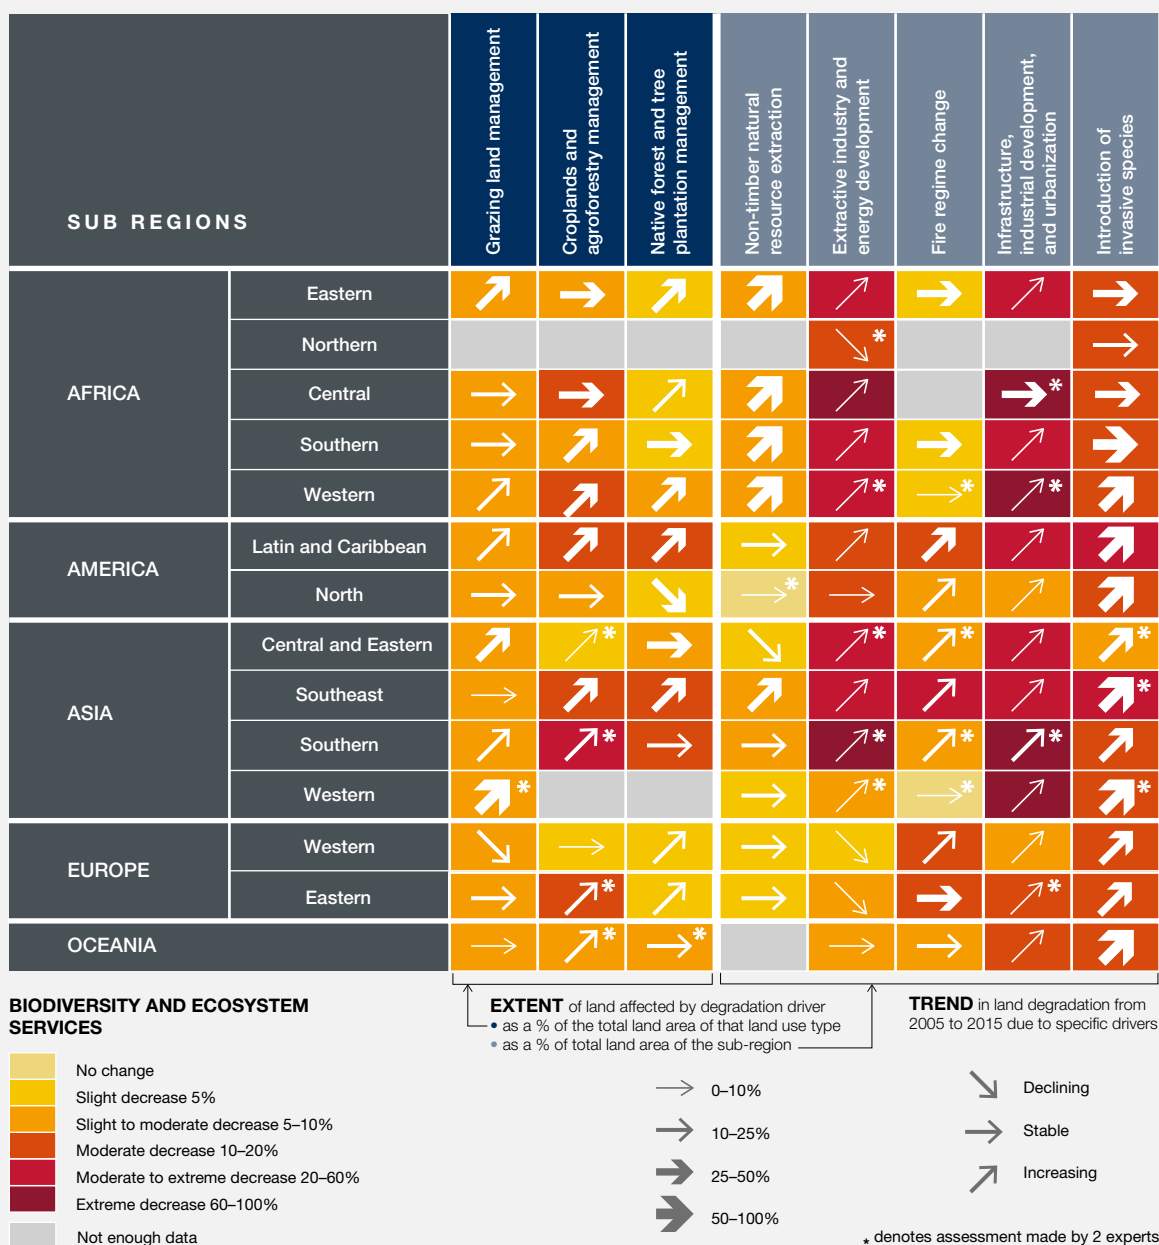 SUB REGIONS
Grazing land management
Croplands and
agroforestry management
Native forest and tree
plantation management
Non-timber natural
resource extraction
Extractive industry and
energy development
Fire regime change
Infrastructure,
industrial development,
and urbanization
Introduction of
invasive species
AFRICA
Eastern
Northern
*
Central
*
Southern
Western
* * *
AMERICA
Latin and Caribbean
North
*
ASIA
Central and Eastern
* * * *
Southeast
*
Southern
* * * *
Western
* * * *
EUROPE
Western
Eastern
* *
OCEANIA
* *
BIODIVERSITY AND ECOSYSTEM
SERVICES
No change
Slight decrease 5%
Slight to moderate decrease 5–10%
Moderate decrease 10–20%
Moderate to extreme decrease 20–60%
Extreme decrease 60–100%
Not enough data
EXTENT of land affected by degradation driver
• as a % of the total land area of that land use type
• as a % of total land area of the sub-region
0–10%
10–25%
25–50%
50–100%
TREND in land degradation from
2005 to 2015 due to specific drivers
Declining
Stable
Increasing
* denotes assessment made by 2 experts